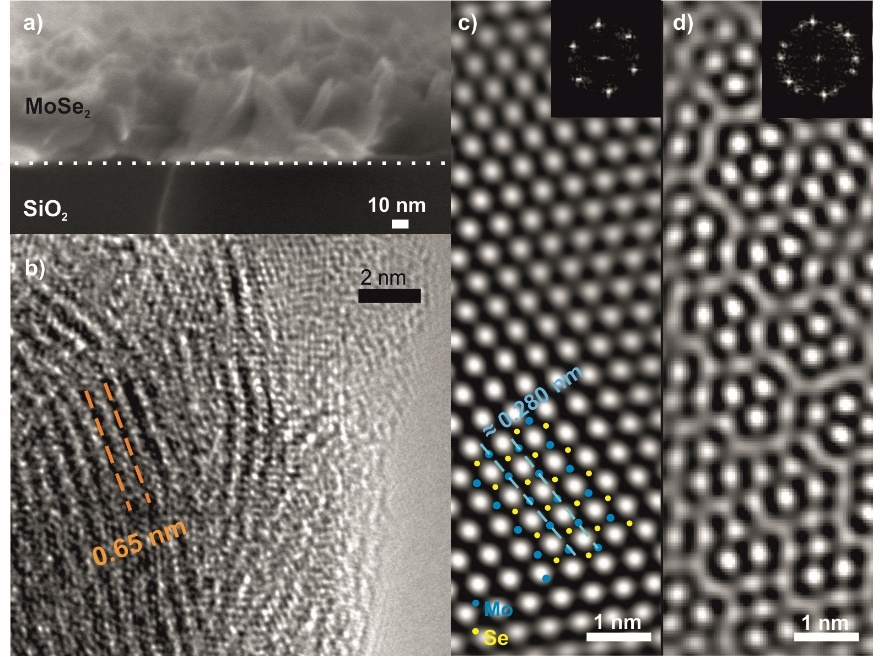 a)
MoSe2
SiO2
10 nm
b)
2 nm
0.65 nm
c)
≈ 0.280 nm
Mo
Se
1 nm
d)
1 nm